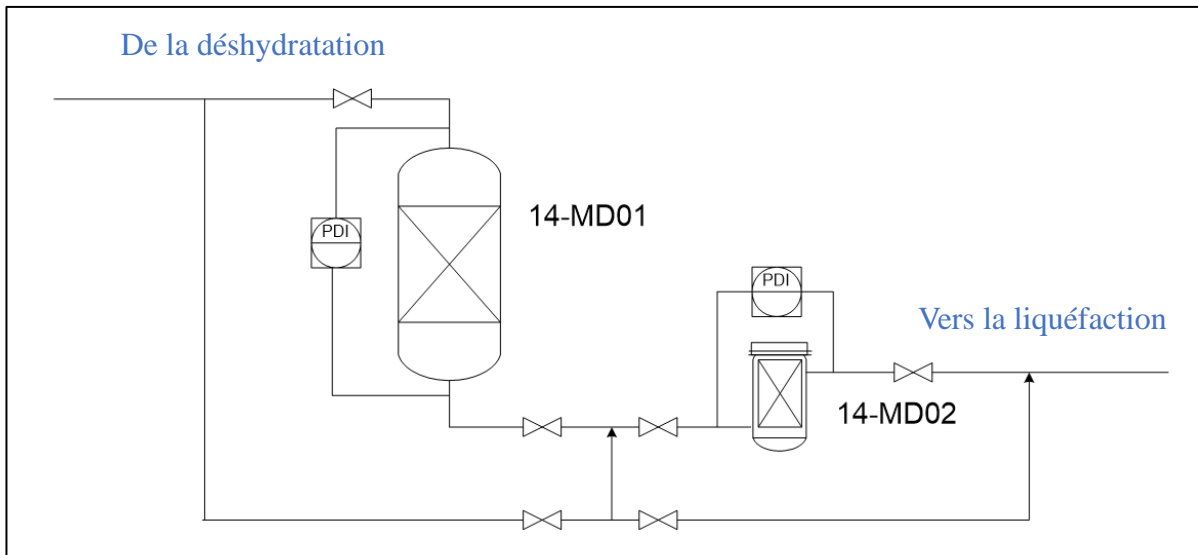 De la déshydratation
14-MD01
PDI
PDI
Vers la liquéfaction
14-MD02